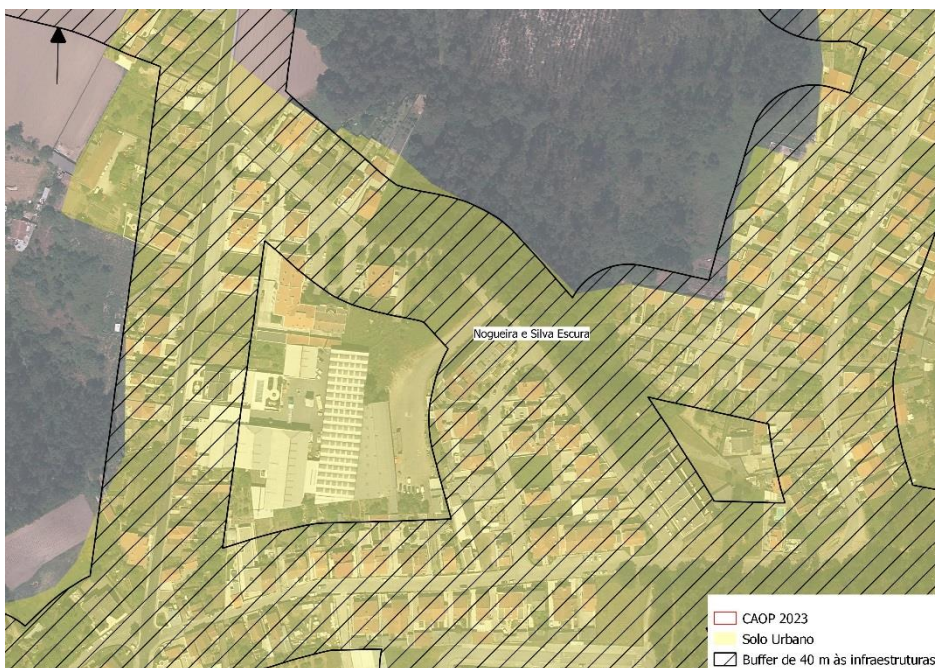 Nogueira e Silva Escura
CAOP 2023
Solo Urbano
Buffer de 40 m às infraestruturas